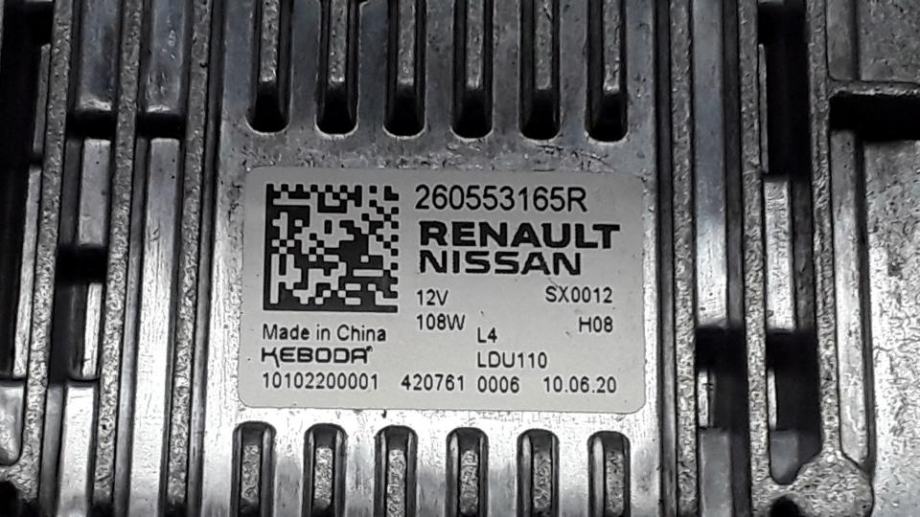 260553165R
RENAULT
NISSAN
12V SX0012
108W H08
L4
Made in China
KEBODA®
LDU110
10102200001 420761 0006 10.06.20